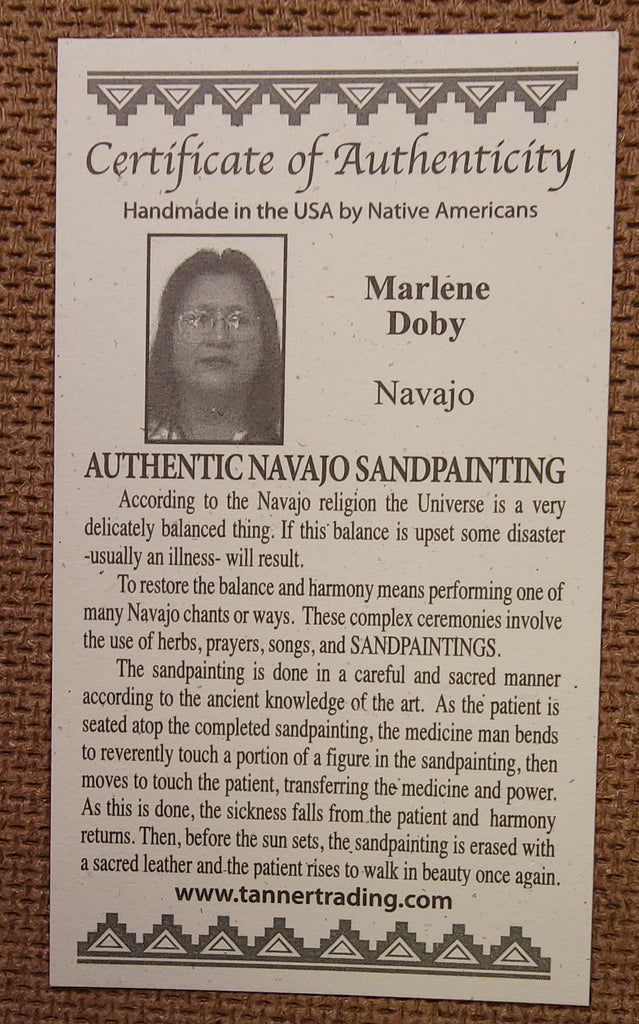 Certificate of Authenticity
Handmade in the USA by Native Americans
Marlene
Doby
Navajo
AUTHENTIC NAVAJO SANDPAINTING
According to the Navajo religion the Universe is a very
delicately balanced thing. If this balance is upset some disaster
-usually an illness- will result.
To restore the balance and harmony means performing one of
many Navajo chants or ways. These complex ceremonies involve
the use of herbs, prayers, songs, and SANDPAINTINGS.
The sandpainting is done in a careful and sacred manner
according to the ancient knowledge of the art. As the patient is
seated atop the completed sandpainting, the medicine man bends
to reverently touch a portion of a figure in the sandpainting, then
moves to touch the patient, transferring the medicine and power.
As this is done, the sickness falls from the patient and harmony
returns. Then, before the sun sets, the sandpainting is erased with
a sacred leather and the patient rises to walk in beauty once again.
www.tannertrading.com